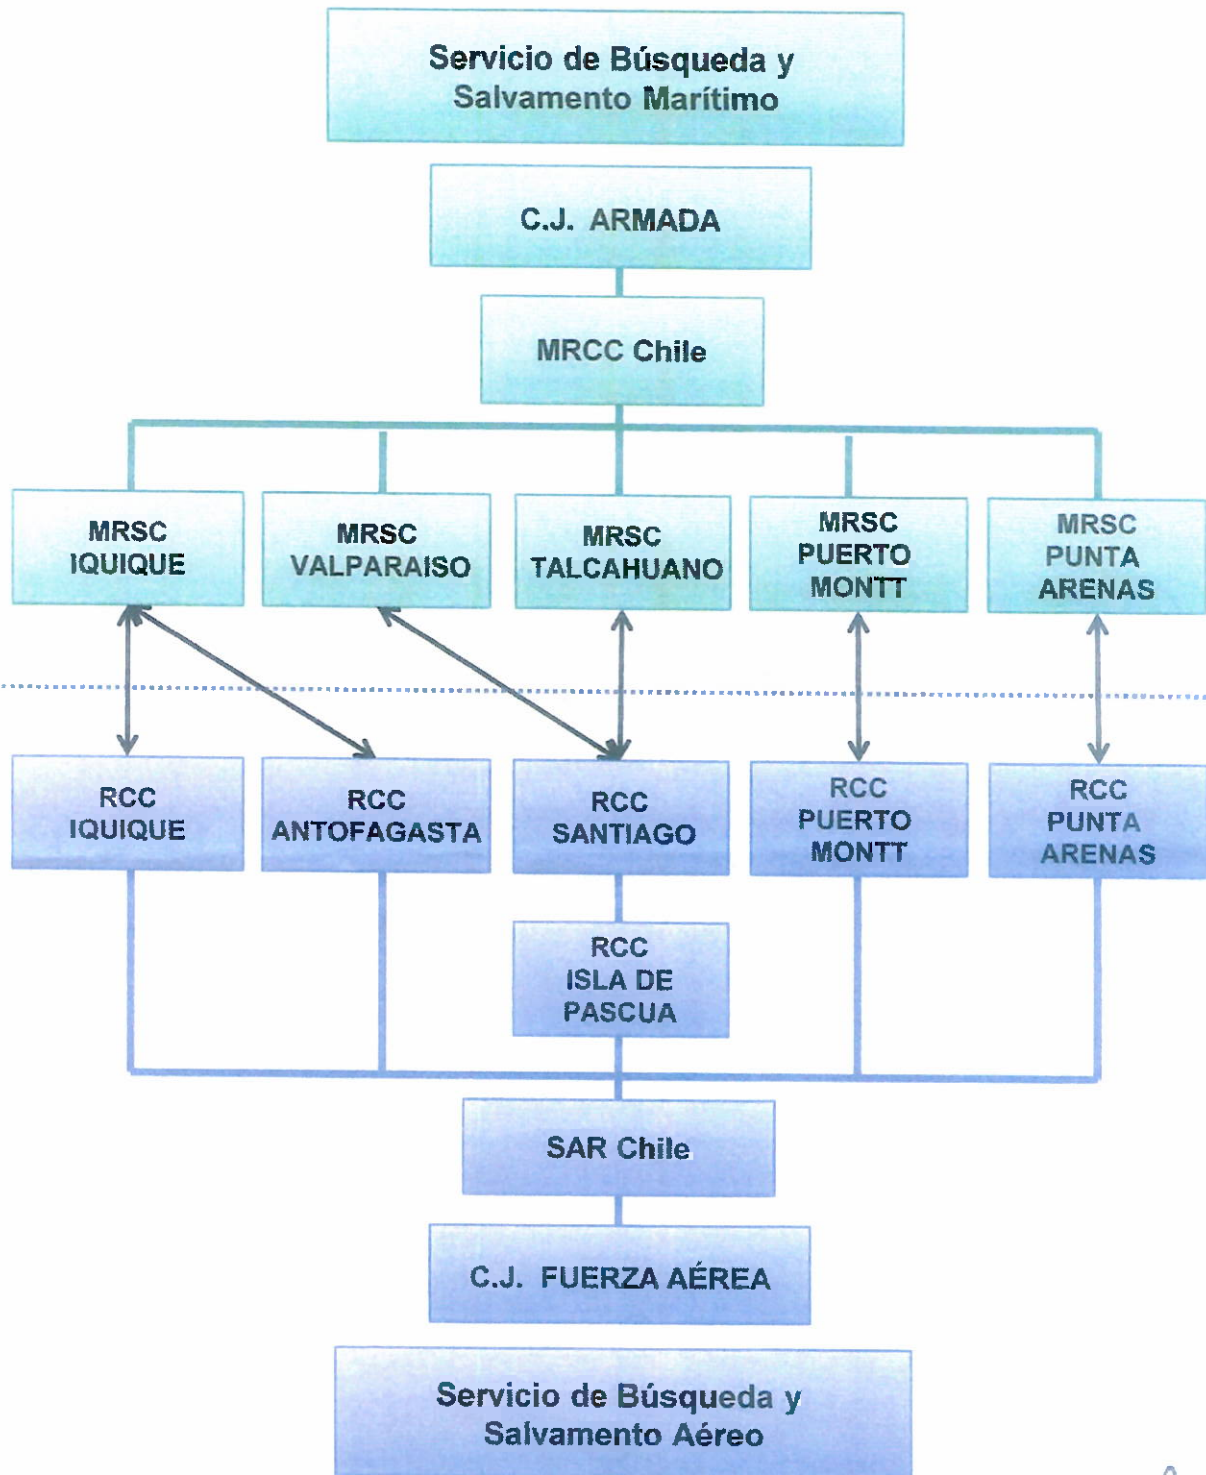 Servicio de Búsqueda y
Salvamento Marítimo
C.J. ARMADA
MRCC Chile
MRSC
IQUIQUE
MRSC
VALPARAISO
MRSC
TALCAHUANO
MRSC
PUERTO
MONTT
MRSC
PUNTA
ARENAS
RCC
IQUIQUE
RCC
ANTOFAGASTA
RCC
SANTIAGO
RCC
PUERTO
MONTT
RCC
PUNTA
ARENAS
RCC
ISLA DE
PASCUA
SAR Chile
C.J. FUERZA AÉREA
Servicio de Búsqueda y
Salvamento Aéreo